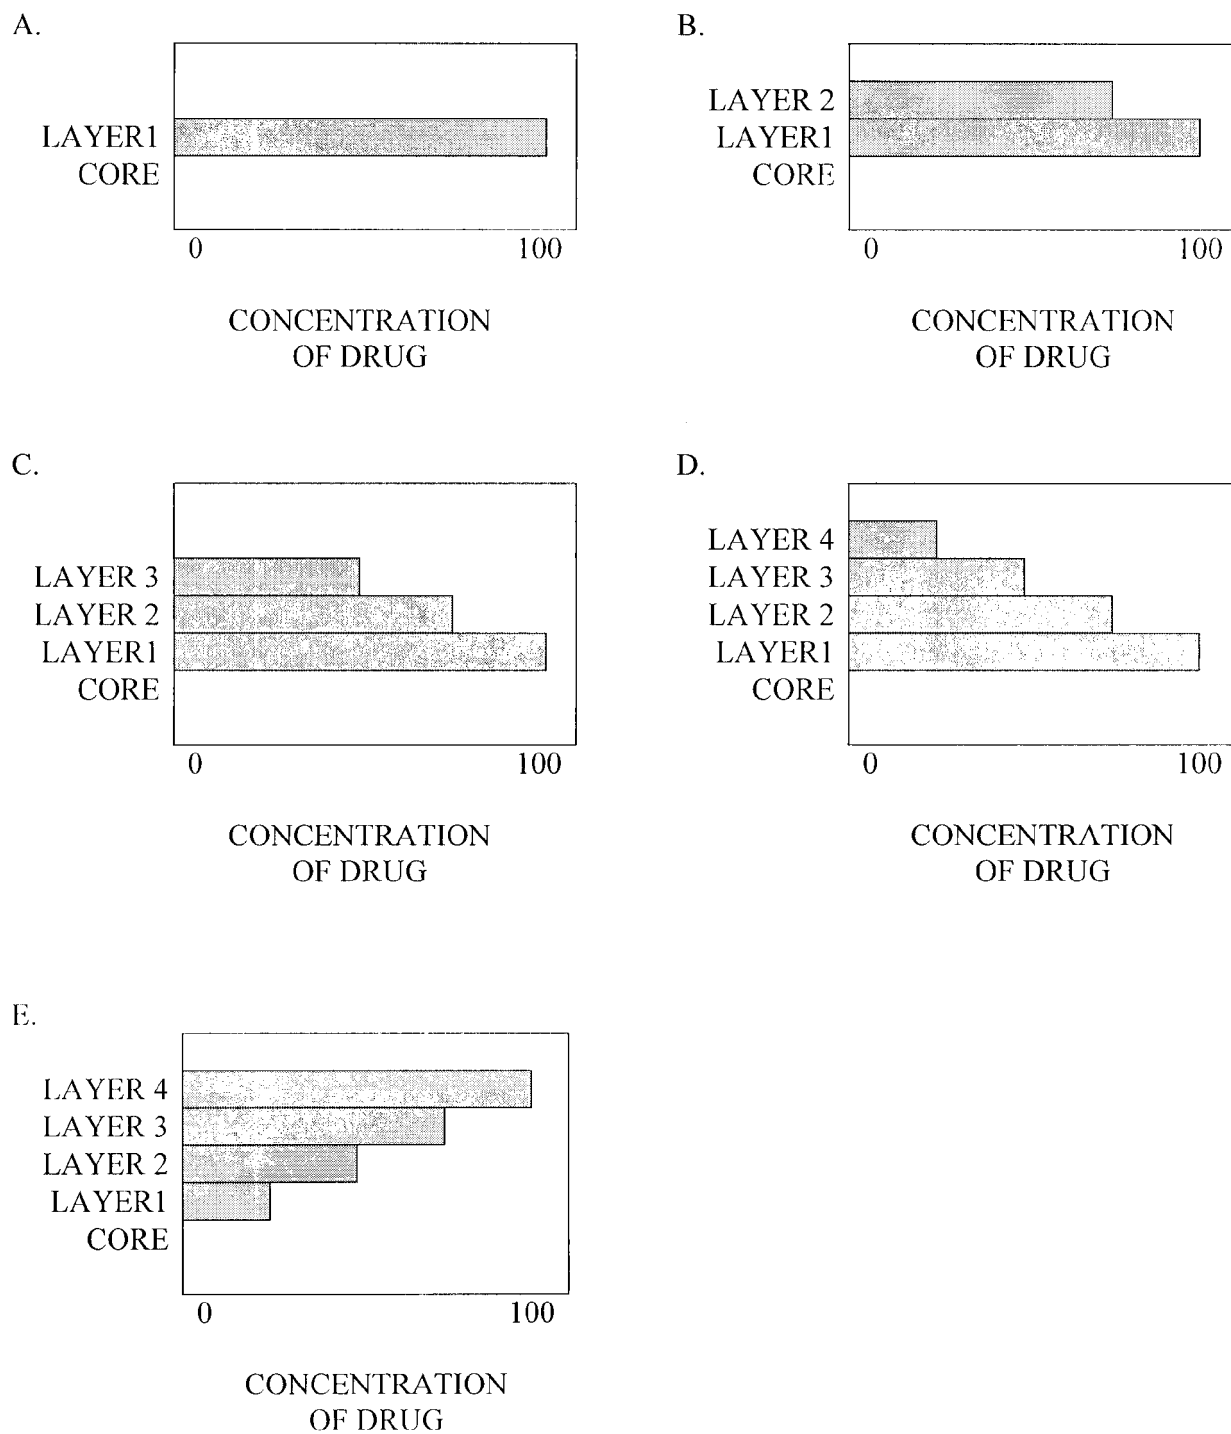 A.
LAYER1
CORE
0 100
CONCENTRATION
OF DRUG
B.
LAYER 2
LAYER1
CORE
0 100
CONCENTRATION
OF DRUG
C.
LAYER 3
LAYER 2
LAYER1
CORE
0 100
CONCENTRATION
OF DRUG
D.
LAYER 4
LAYER 3
LAYER 2
LAYER1
CORE
0 100
CONCENTRATION
OF DRUG
E.
LAYER 4
LAYER 3
LAYER 2
LAYER1
CORE
0 100
CONCENTRATION
OF DRUG